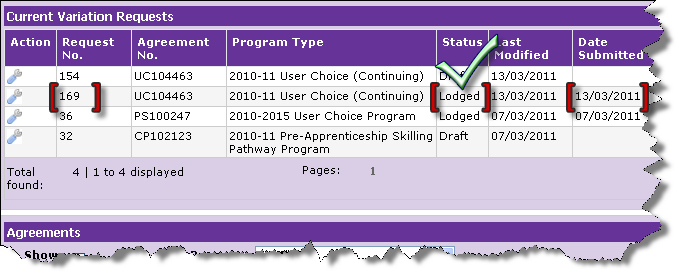 Current Variation Requests
Action Request No. Agreement No. Program Type Status Last Modified Date Submitted
154 UC104463 2010-11 User Choice (Continuing) 13/03/2011
169 UC104463 2010-11 User Choice (Continuing) Lodged 13/03/2011 13/03/2011
36 PS100247 2010-2015 User Choice Program Lodged 07/03/2011 07/03/2011
32 CP102123 2010-11 Pre-Apprenticeship Skilling Pathway Program Draft 07/03/2011
Total found: 4 | 1 to 4 displayed Pages: 1
Agreements
Show